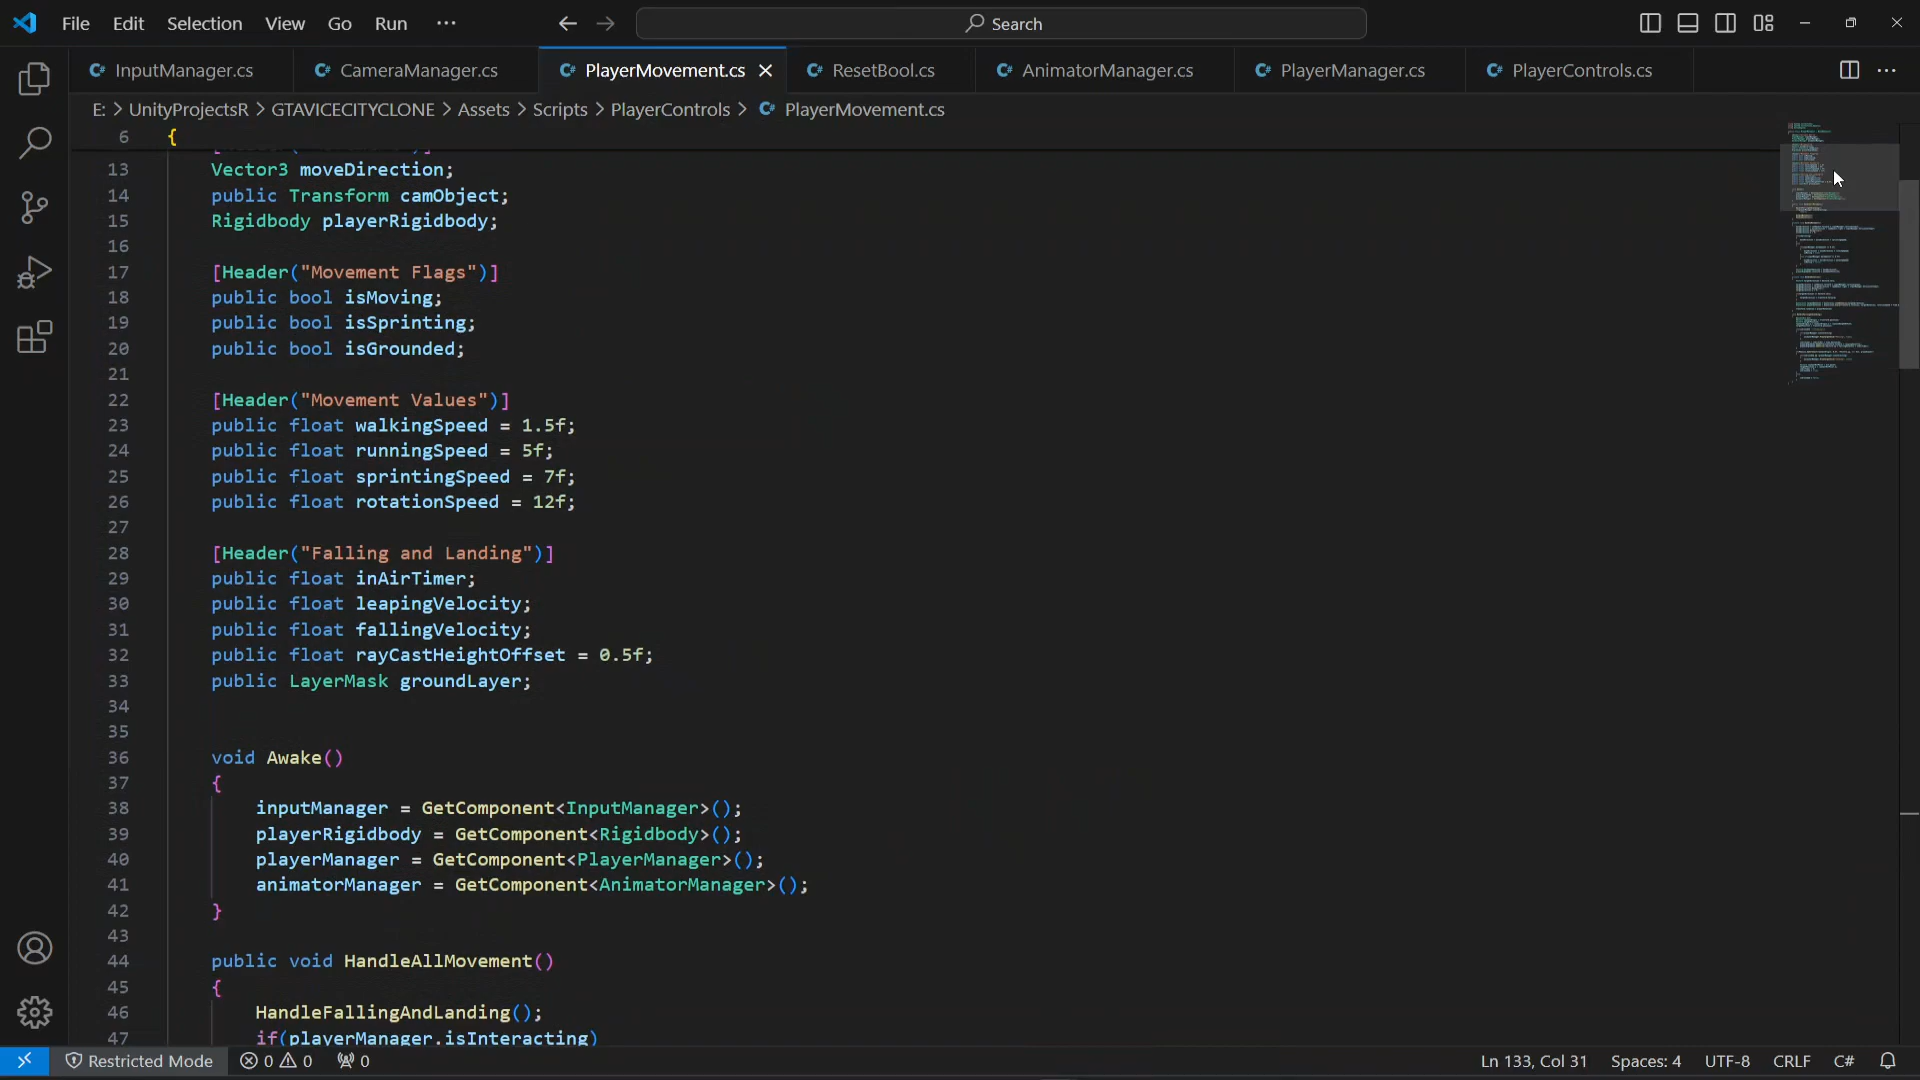 File Edit Selection View Go Run ···
Search
InputManager.cs
CameraManager.cs
PlayerMovement.cs
ResetBool.cs
AnimatorManager.cs
PlayerManager.cs
PlayerControls.cs
E: > UnityProjectsR > GTAVICECITYCLONE > Assets > Scripts > PlayerControls > PlayerMovement.cs
6 {
13 Vector3 moveDirection;
14 public Transform camObject;
15 Rigidbody playerRigidbody;
16
17 [Header("Movement Flags")]
18 public bool isMoving;
19 public bool isSprinting;
20 public bool isGrounded;
21
22 [Header("Movement Values")]
23 public float walkingSpeed = 1.5f;
24 public float runningSpeed = 5f;
25 public float sprintingSpeed = 7f;
26 public float rotationSpeed = 12f;
27
28 [Header("Falling and Landing")]
29 public float inAirTimer;
30 public float leapingVelocity;
31 public float fallingVelocity;
32 public float rayCastHeightOffset = 0.5f;
33 public LayerMask groundLayer;
34
35
36 void Awake()
37 {
38 inputManager = GetComponent<InputManager>();
39 playerRigidbody = GetComponent<Rigidbody>();
40 playerManager = GetComponent<PlayerManager>();
41 animatorManager = GetComponent<AnimatorManager>();
42 }
43
44 public void HandleAllMovement()
45 {
46 HandleFallingAndLanding();
47 if(playerManager.isInteracting)
Restricted Mode 0 0 0 Ln 133, Col 31 Spaces: 4 UTF-8 CRLF C#